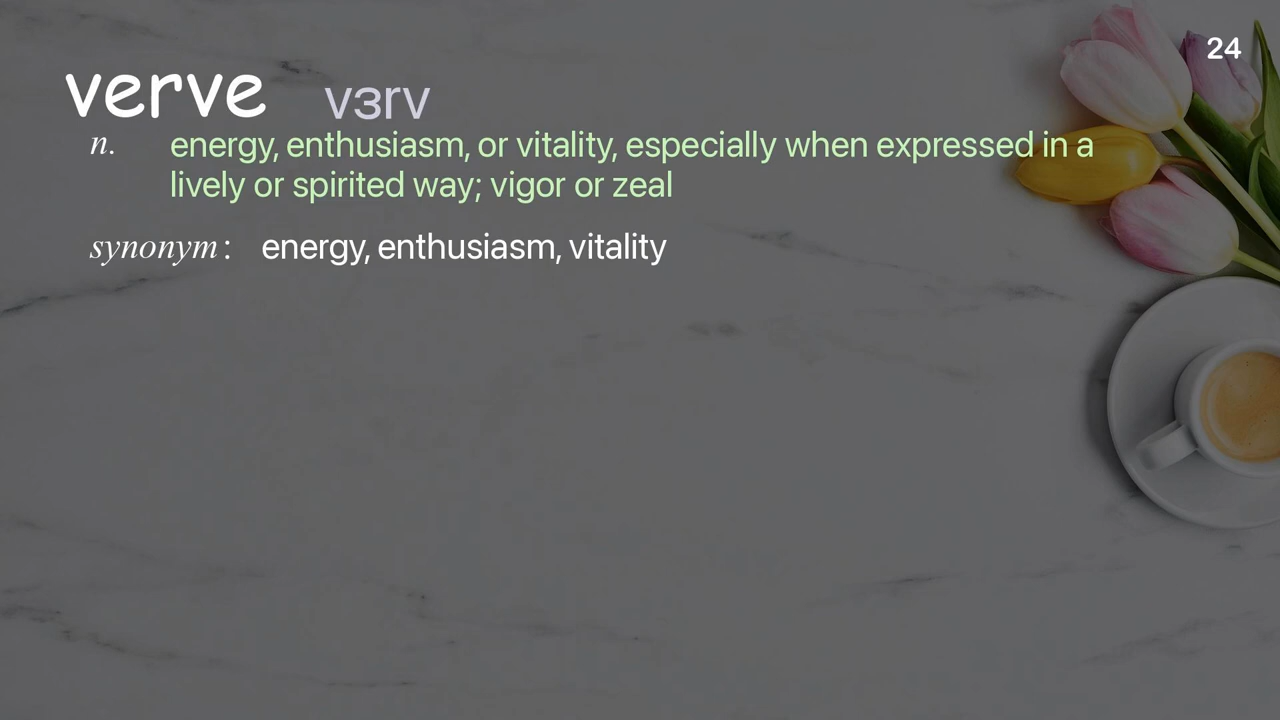 24
verve vɜrv
n. energy, enthusiasm, or vitality, especially when expressed in a
lively or spirited way; vigor or zeal
synonym: energy, enthusiasm, vitality